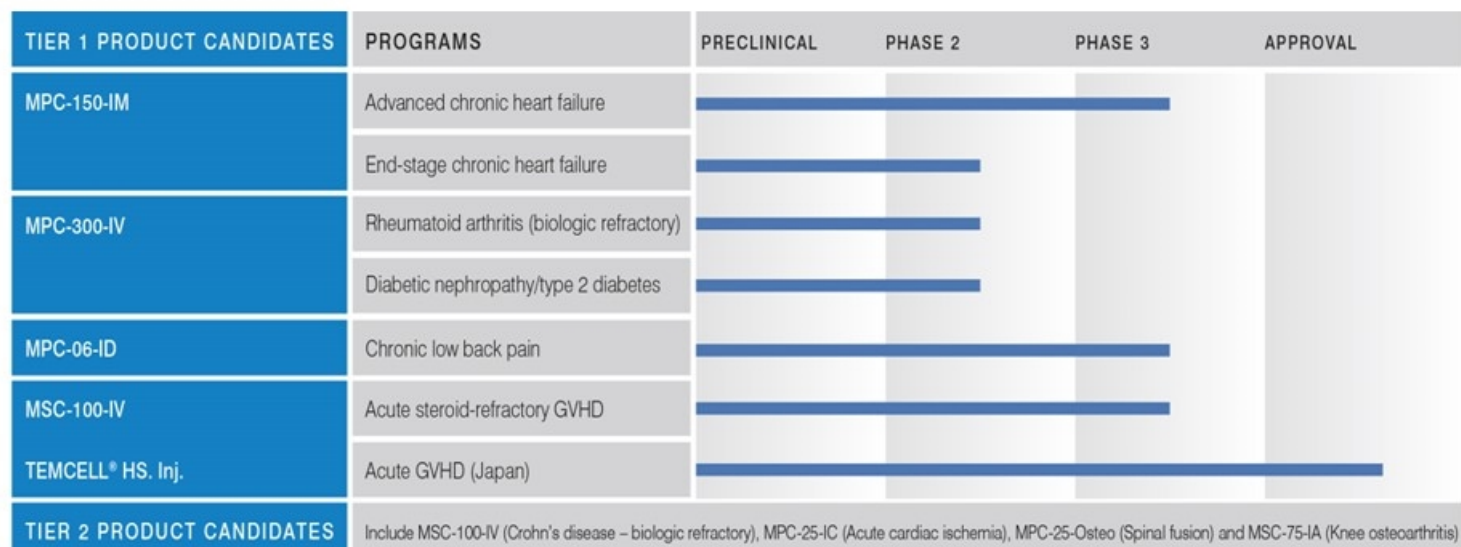 TIER 1 PRODUCT CANDIDATES PROGRAMS PRECLINICAL PHASE 2 PHASE 3 APPROVAL
MPC-150-IM Advanced chronic heart failure
End-stage chronic heart failure
MPC-300-IV Rheumatoid arthritis (biologic refractory)
Diabetic nephropathy/type 2 diabetes
MPC-06-ID Chronic low back pain
MSC-100-IV Acute steroid-refractory GVHD
TEMCELL® HS. Inj. Acute GVHD (Japan)
TIER 2 PRODUCT CANDIDATES Include MSC-100-IV (Crohn's disease – biologic refractory), MPC-25-IC (Acute cardiac ischemia), MPC-25-Osteo (Spinal fusion) and MSC-75-IA (Knee osteoarthritis)